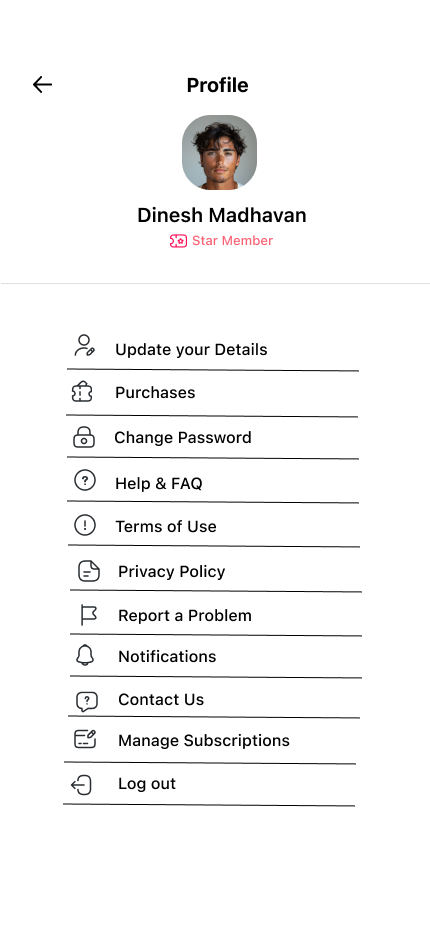 Profile
Dinesh Madhavan
Star Member
Update your Details
Purchases
Change Password
Help & FAQ
Terms of Use
Privacy Policy
Report a Problem
Notifications
Contact Us
Manage Subscriptions
Log out